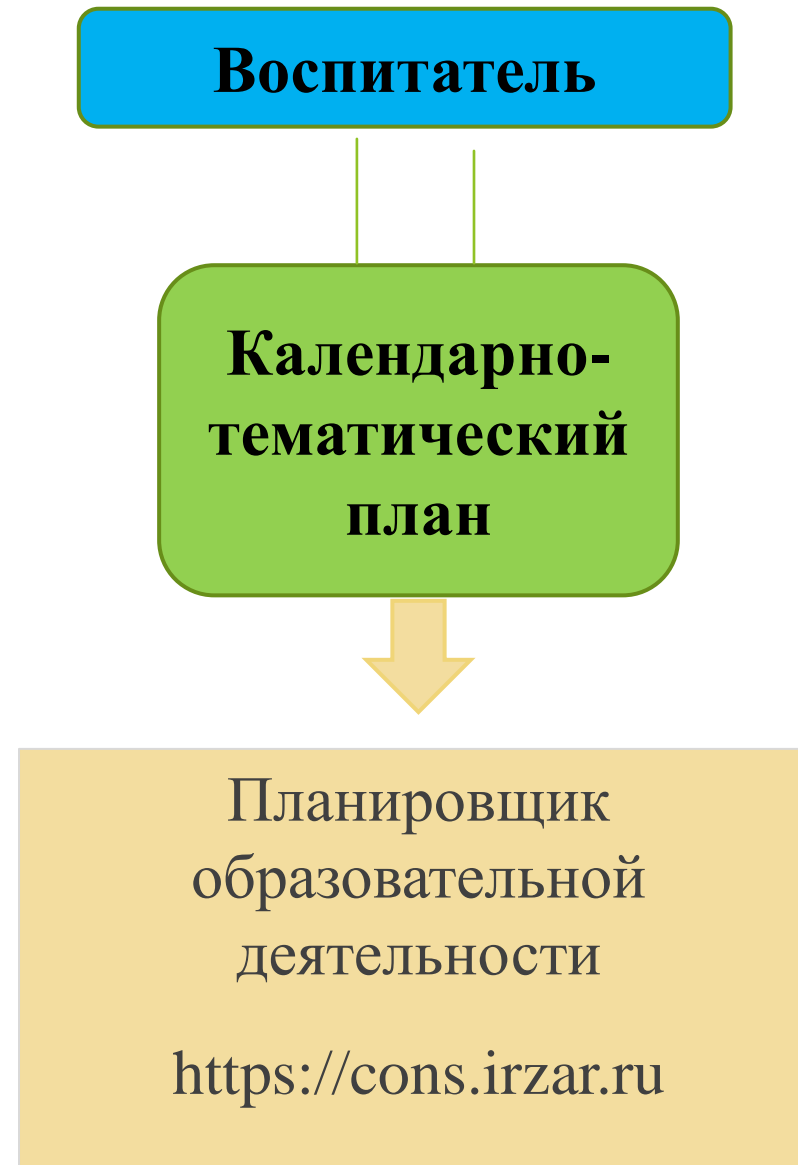 Воспитатель
Календарно-
тематический
план
Планировщик
образовательной
деятельности
https://cons.irzar.ru